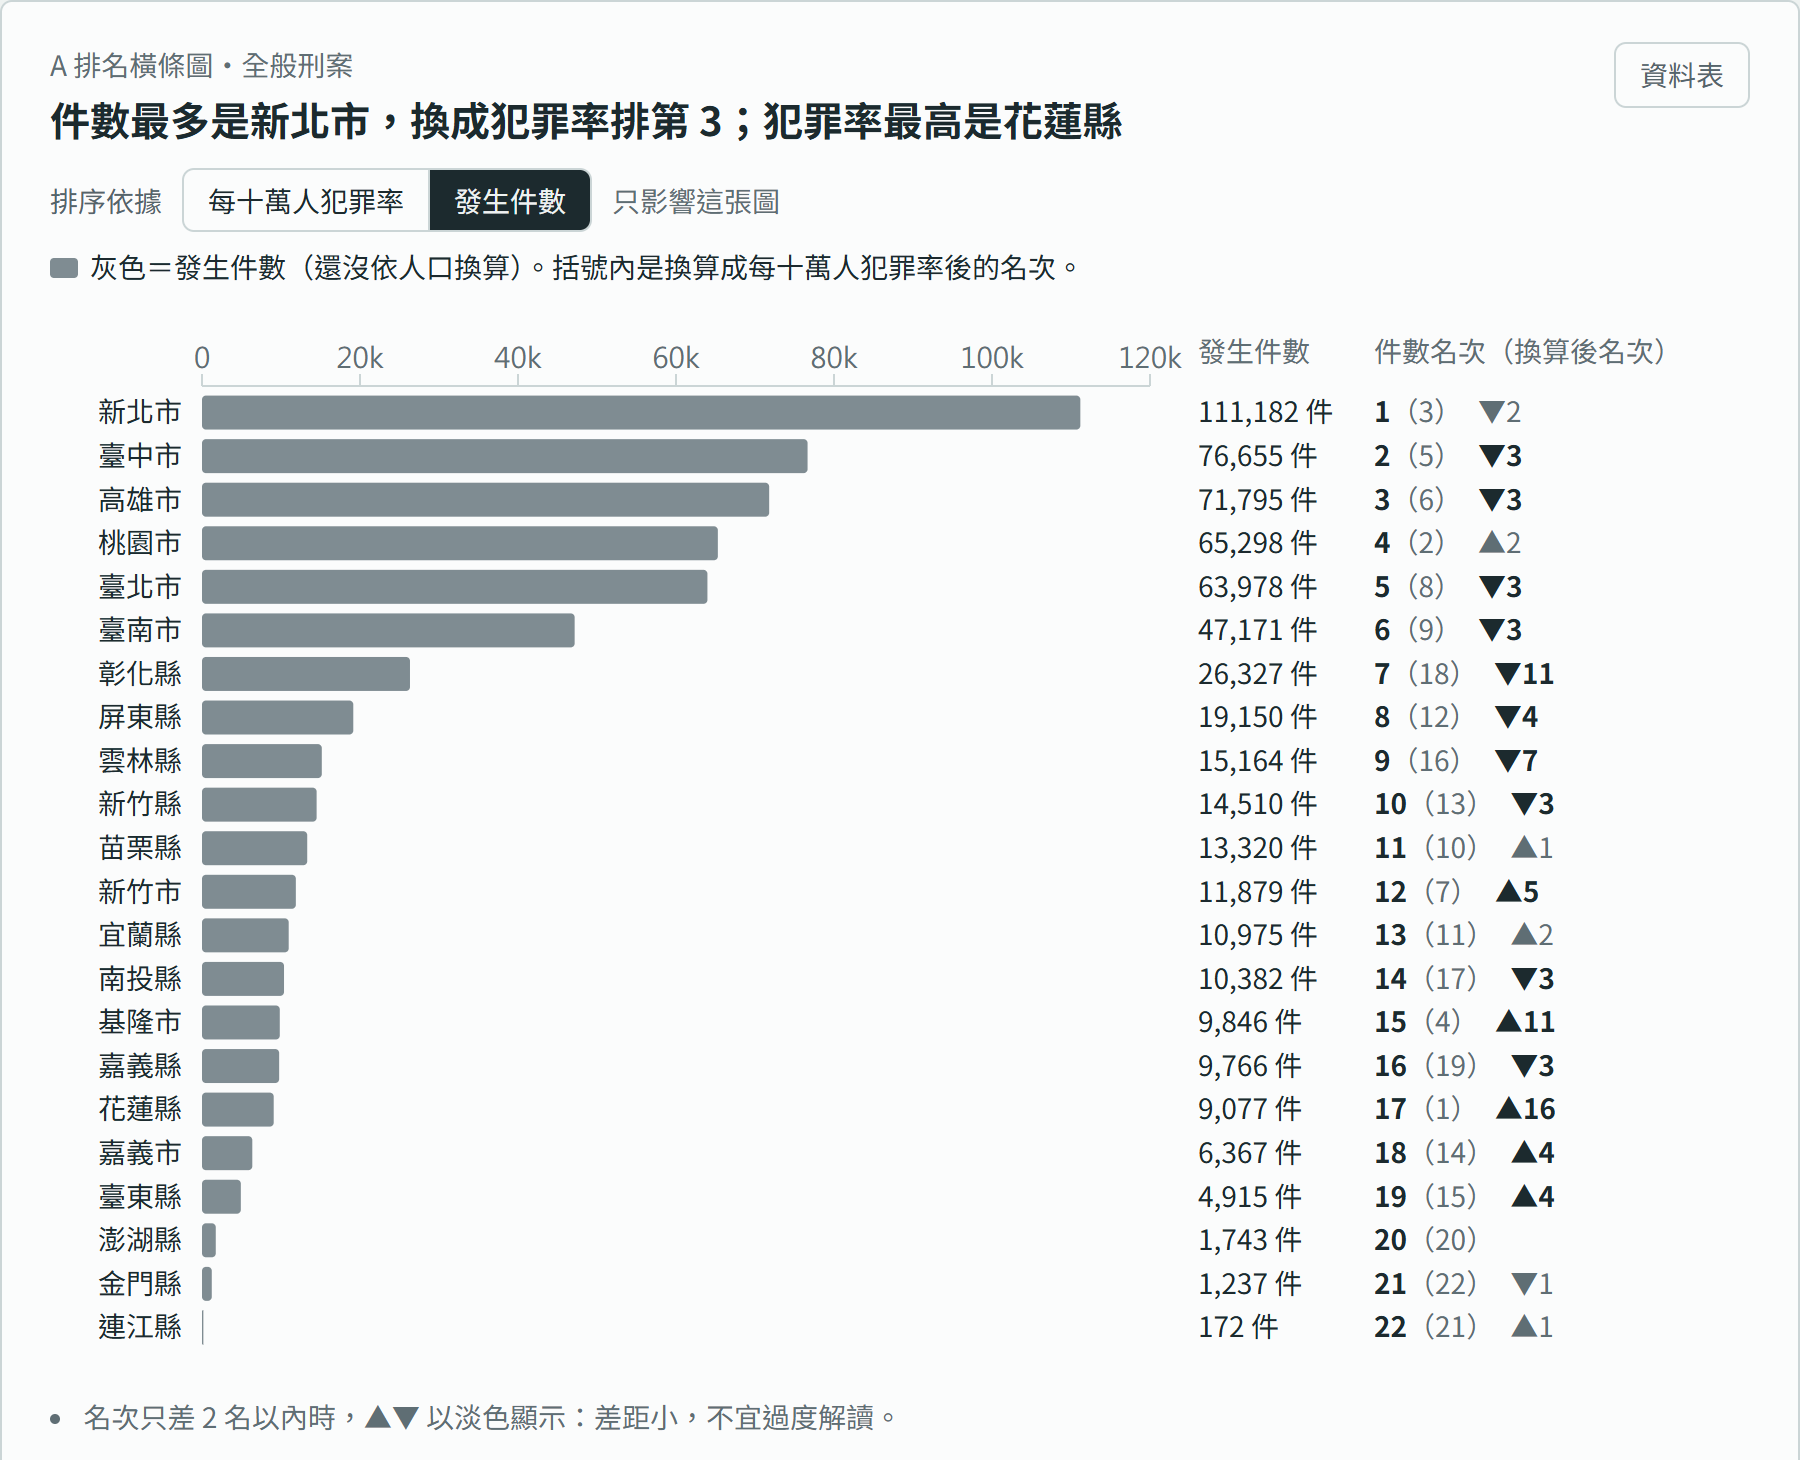 A 排名橫條圖・全般刑案
資料表
件數最多是新北市，換成犯罪率排第 3；犯罪率最高是花蓮縣
排序依據 每十萬人犯罪率 發生件數 只影響這張圖
灰色＝發生件數（還沒依人口換算）。括號內是換算成每十萬人犯罪率後的名次。
0 20k 40k 60k 80k 100k 120k 發生件數 件數名次（換算後名次）
新北市 111,182 件 1（3） ▼2
臺中市 76,655 件 2（5） ▼3
高雄市 71,795 件 3（6） ▼3
桃園市 65,298 件 4（2） ▲2
臺北市 63,978 件 5（8） ▼3
臺南市 47,171 件 6（9） ▼3
彰化縣 26,327 件 7（18） ▼11
屏東縣 19,150 件 8（12） ▼4
雲林縣 15,164 件 9（16） ▼7
新竹縣 14,510 件 10（13） ▼3
苗栗縣 13,320 件 11（10） ▲1
新竹市 11,879 件 12（7） ▲5
宜蘭縣 10,975 件 13（11） ▲2
南投縣 10,382 件 14（17） ▼3
基隆市 9,846 件 15（4） ▲11
嘉義縣 9,766 件 16（19） ▼3
花蓮縣 9,077 件 17（1） ▲16
嘉義市 6,367 件 18（14） ▲4
臺東縣 4,915 件 19（15） ▲4
澎湖縣 1,743 件 20（20）
金門縣 1,237 件 21（22） ▼1
連江縣 172 件 22（21） ▲1
• 名次只差 2 名以內時，▲▼ 以淡色顯示：差距小，不宜過度解讀。